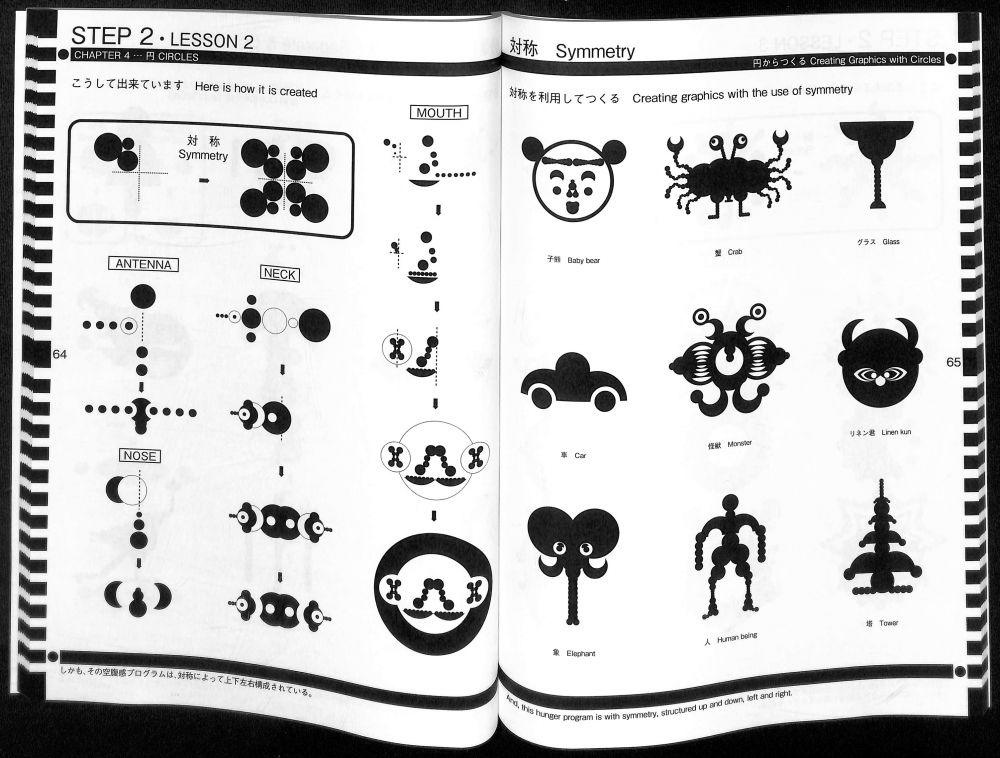 STEP 2・LESSON 2
CHAPTER 4 … 円 CIRCLES
こうして出来ています Here is how it is created
対 称
Symmetry
ANTENNA
NECK
NOSE
MOUTH
64
しかも、その空腹感プログラムは、対称によって上下左右構成されている。
対称 Symmetry
円からつくる Creating Graphics with Circles
対称を利用してつくる Creating graphics with the use of symmetry
子熊 Baby bear
蟹 Crab
グラス Glass
車 Car
怪獣 Monster
リネン君 Linen kun
65
象 Elephant
人 Human being
塔 Tower
And, this hunger program is with symmetry, structured up and down, left and right.